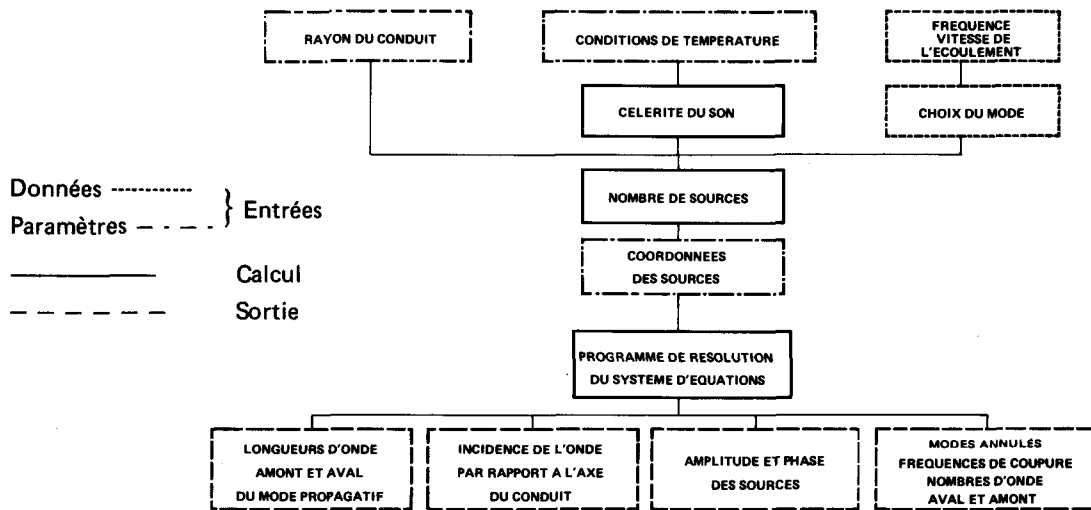 RAYON DU CONDUIT
CONDITIONS DE TEMPERATURE
FREQUENCE
VITESSE DE
L'ECOULEMENT
CELERITE DU SON
CHOIX DU MODE
Données
Paramètres
} Entrées
Calcul
Sortie
NOMBRE DE SOURCES
COORDONNEES
DES SOURCES
PROGRAMME DE RESOLUTION
DU SYSTEME D'EQUATIONS
LONGUEURS D'ONDE
AMONT ET AVAL
DU MODE PROPAGATIF
INCIDENCE DE L'ONDE
PAR RAPPORT A L'AXE
DU CONDUIT
AMPLITUDE ET PHASE
DES SOURCES
MODES ANNULÉS
FREQUENCES DE COUPURE
NOMBRES D'ONDE
AVAL ET AMONT